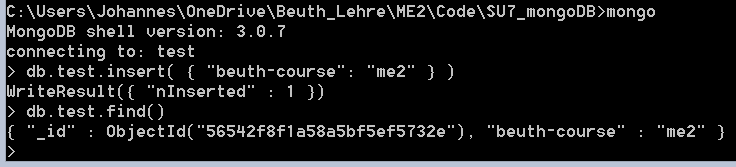 C:\Users\Johannes\OneDrive\Beuth_Lehre\ME2\Code\SU7_mongoDB>mongo
MongoDB shell version: 3.0.7
connecting to: test
> db.test.insert( { "beuth-course": "me2" } )
WriteResult({ "nInserted" : 1 })
> db.test.find()
{ "_id" : ObjectId("56542f8f1a58a5bf5ef5732e"), "beuth-course" : "me2" }
>